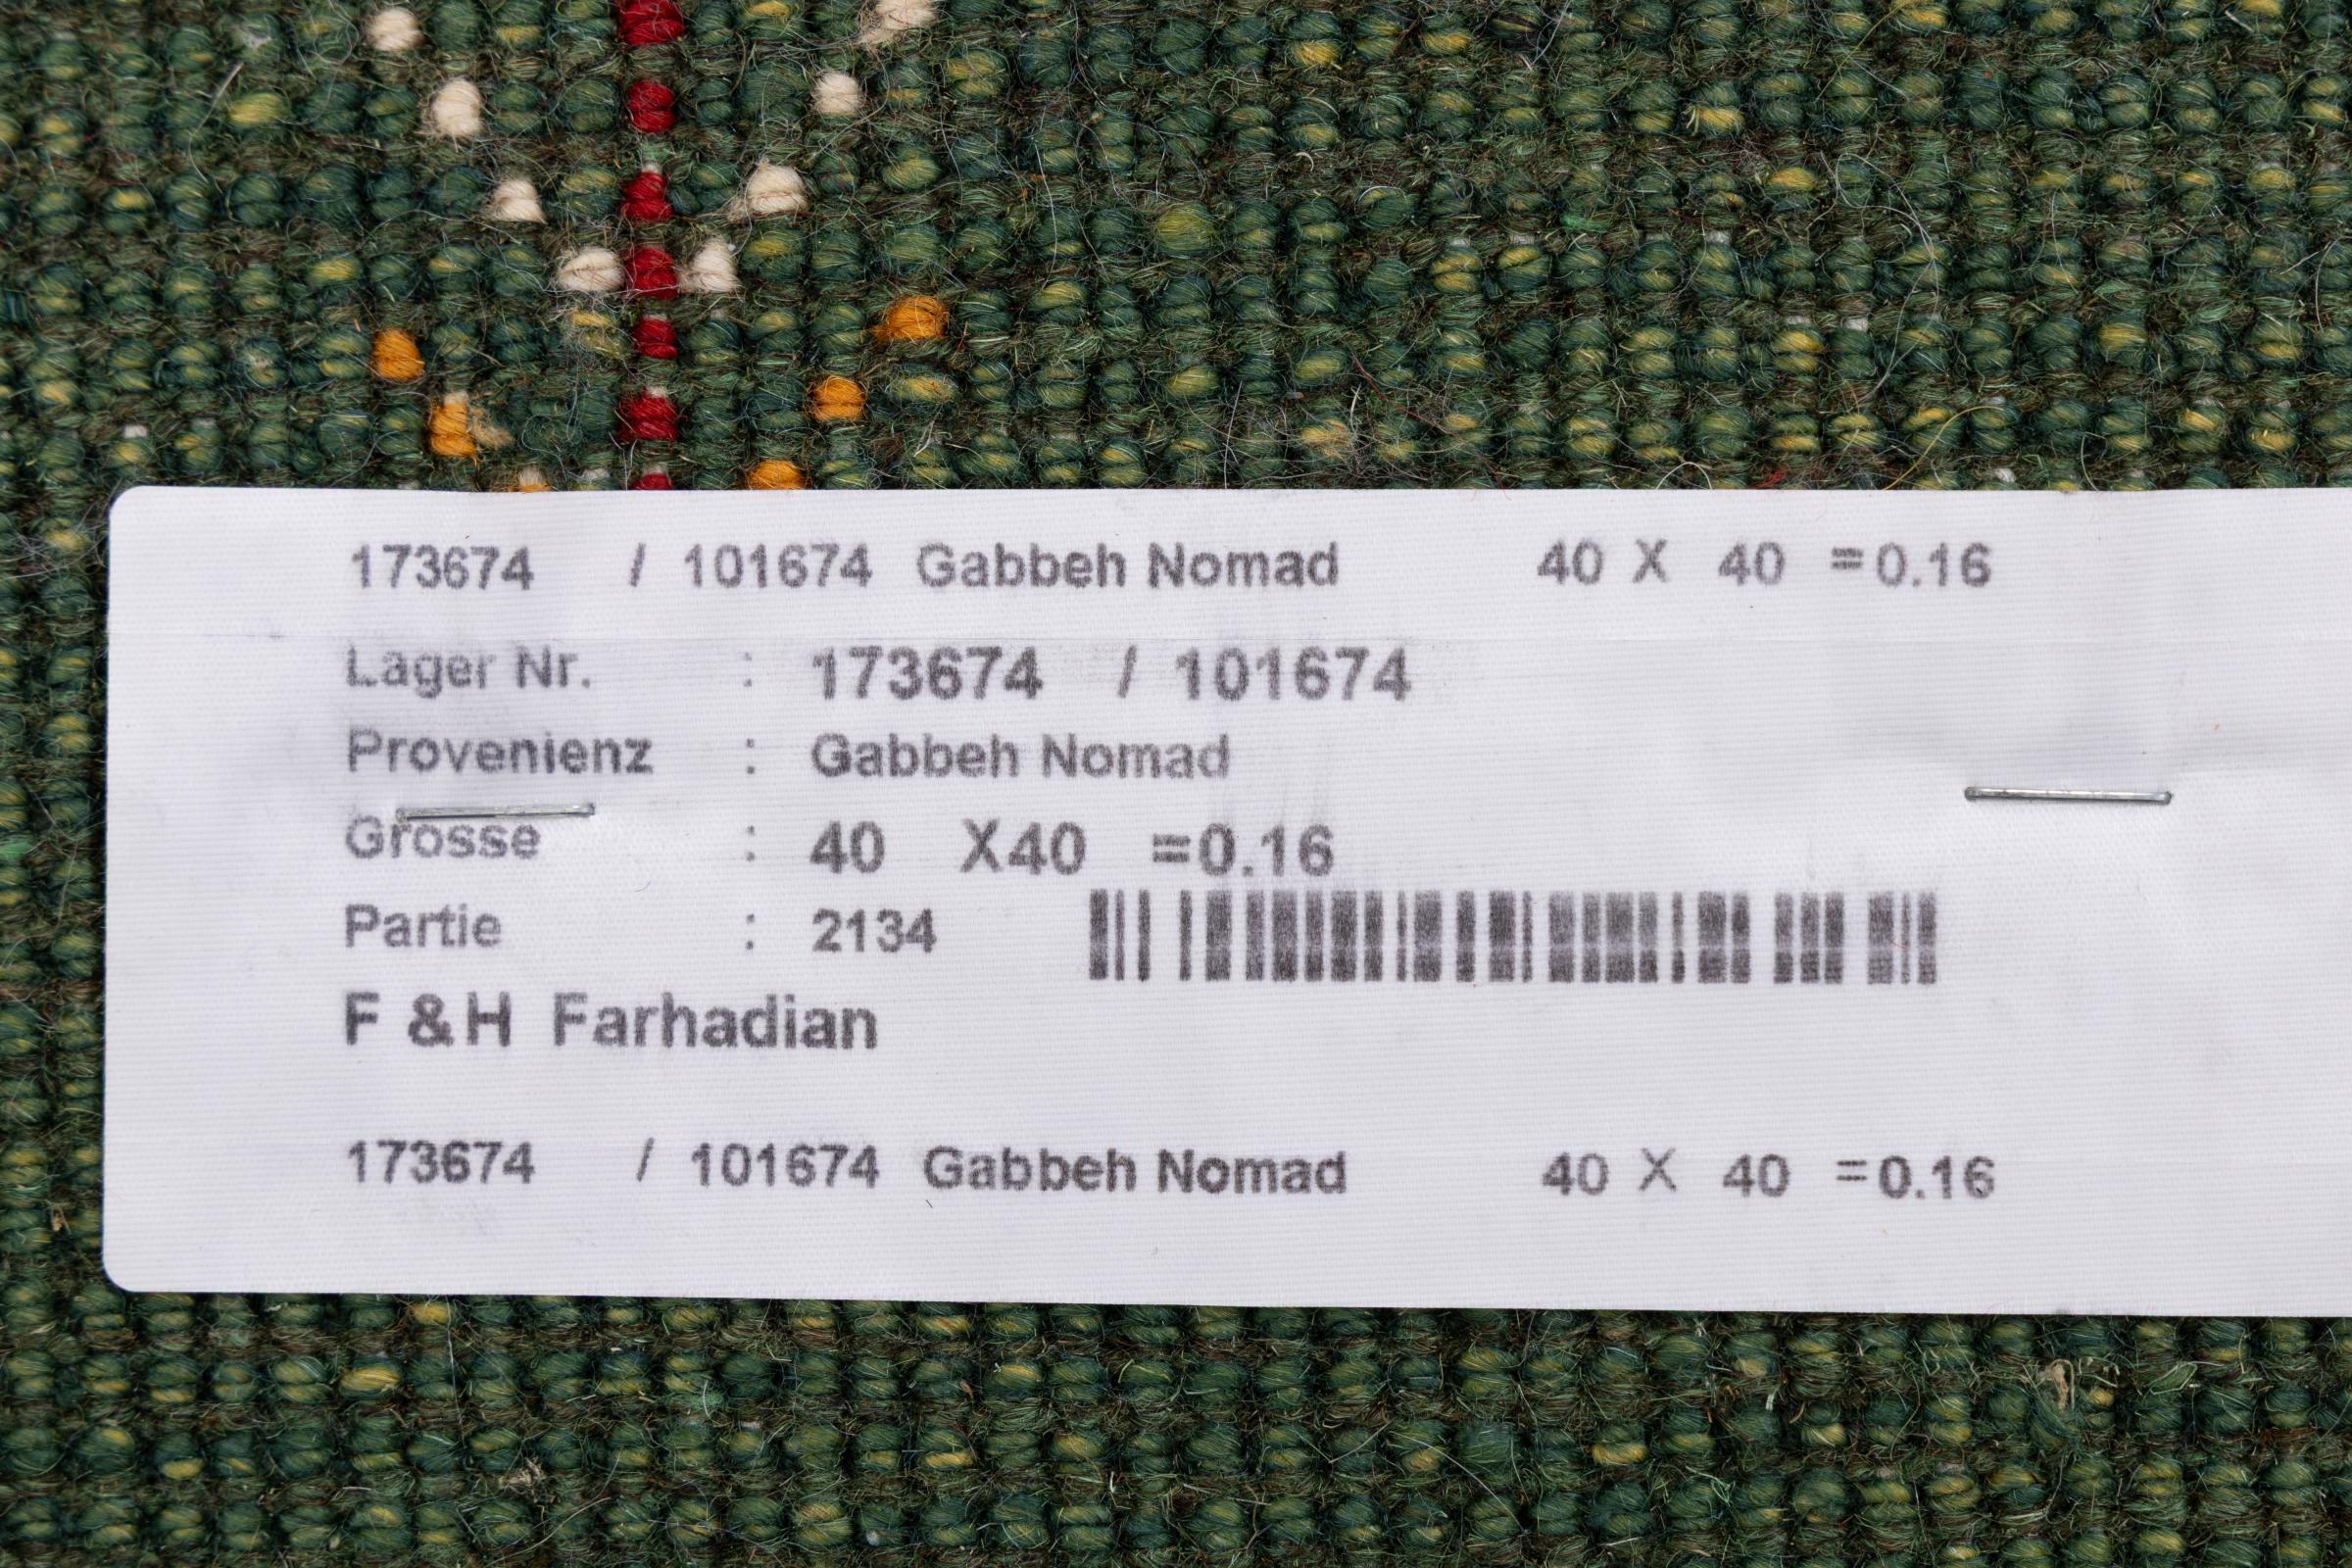 173674 / 101674 Gabbeh Nomad 40 X 40 =0.16
Lager Nr. : 173674 / 101674
Provenienz : Gabbeh Nomad
Grosse : 40 X40 =0.16
Partie : 2134
F &H Farhadian
173674 / 101674 Gabbeh Nomad 40 X 40 =0.16